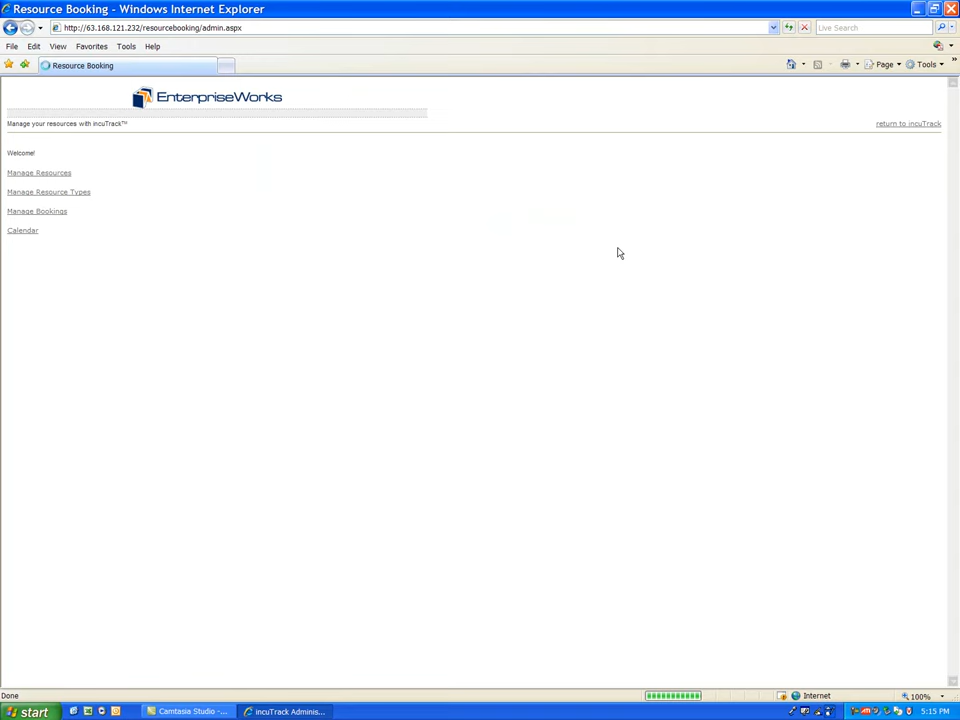 Resource Booking - Windows Internet Explorer
http://63.168.121.232/resourcebooking/admin.aspx
Live Search
File Edit View Favorites Tools Help
Resource Booking
Page Tools
EnterpriseWorks
Manage your resources with incuTrack™
return to incuTrack
Welcome!
Manage Resources
Manage Resource Types
Manage Bookings
Calendar
Done
Internet
100%
start
Camtasia Studio -...
incuTrack Adminis...
5:15 PM